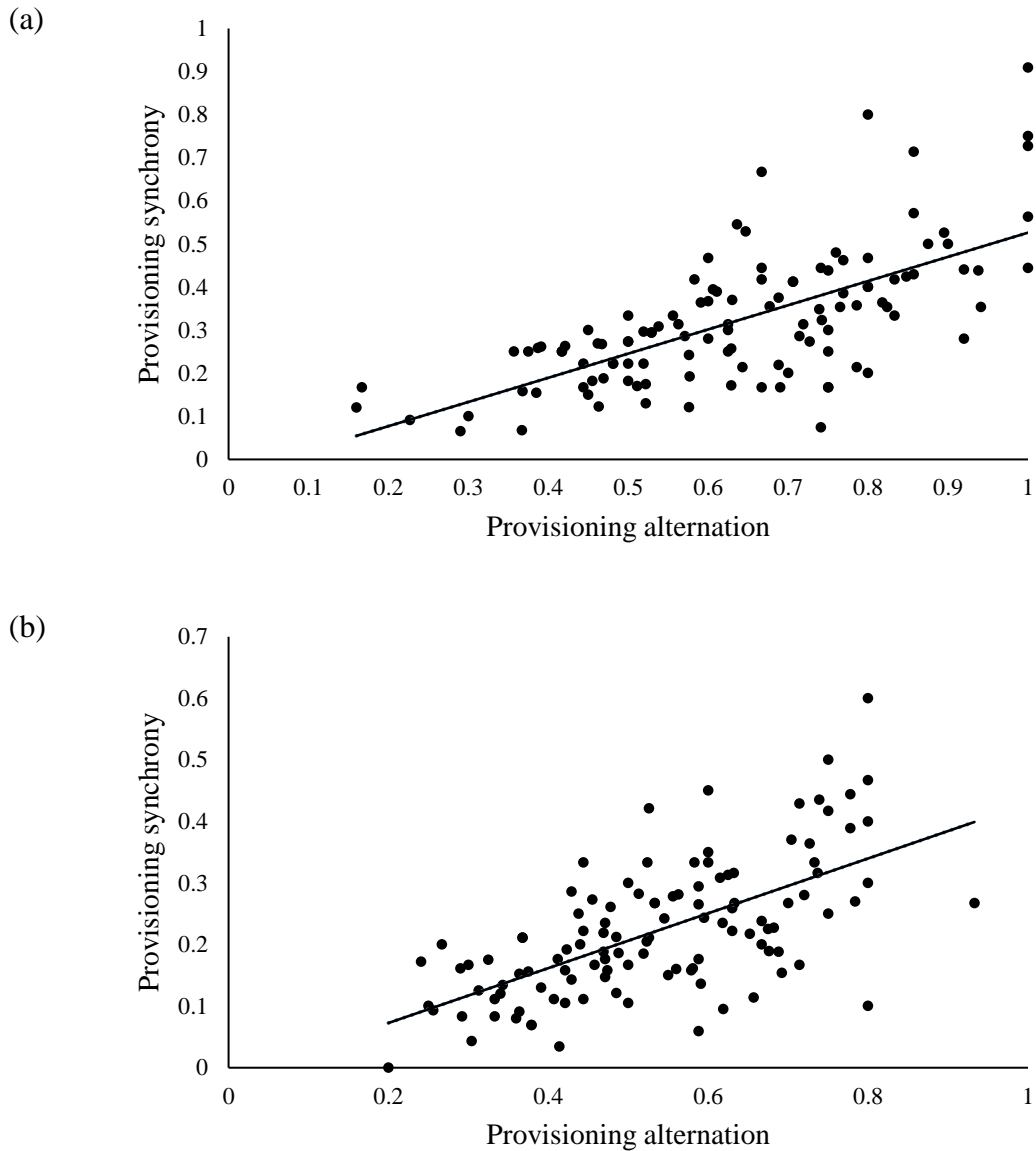 (a)
1
0.9
0.8
0.7
0.6
0.5
0.4
0.3
0.2
0.1
0
Provisioning synchrony
0 0.1 0.2 0.3 0.4 0.5 0.6 0.7 0.8 0.9 1
Provisioning alternation
(b)
0.7
0.6
0.5
0.4
0.3
0.2
0.1
0
Provisioning synchrony
0 0.2 0.4 0.6 0.8 1
Provisioning alternation